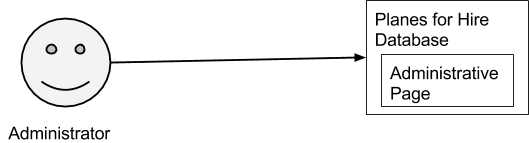 Planes for Hire
Database
Administrative
Page
Administrator